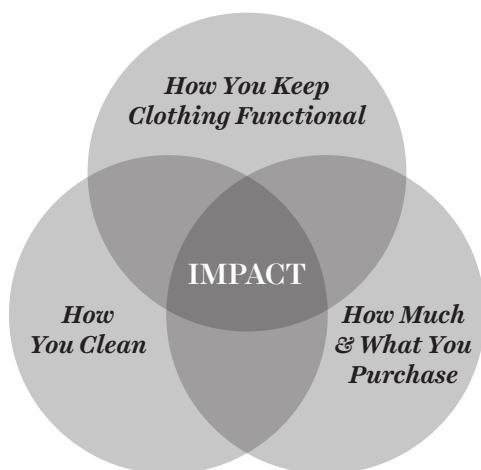 How You Keep
Clothing Functional
IMPACT
How
You Clean
How Much
& What You
Purchase